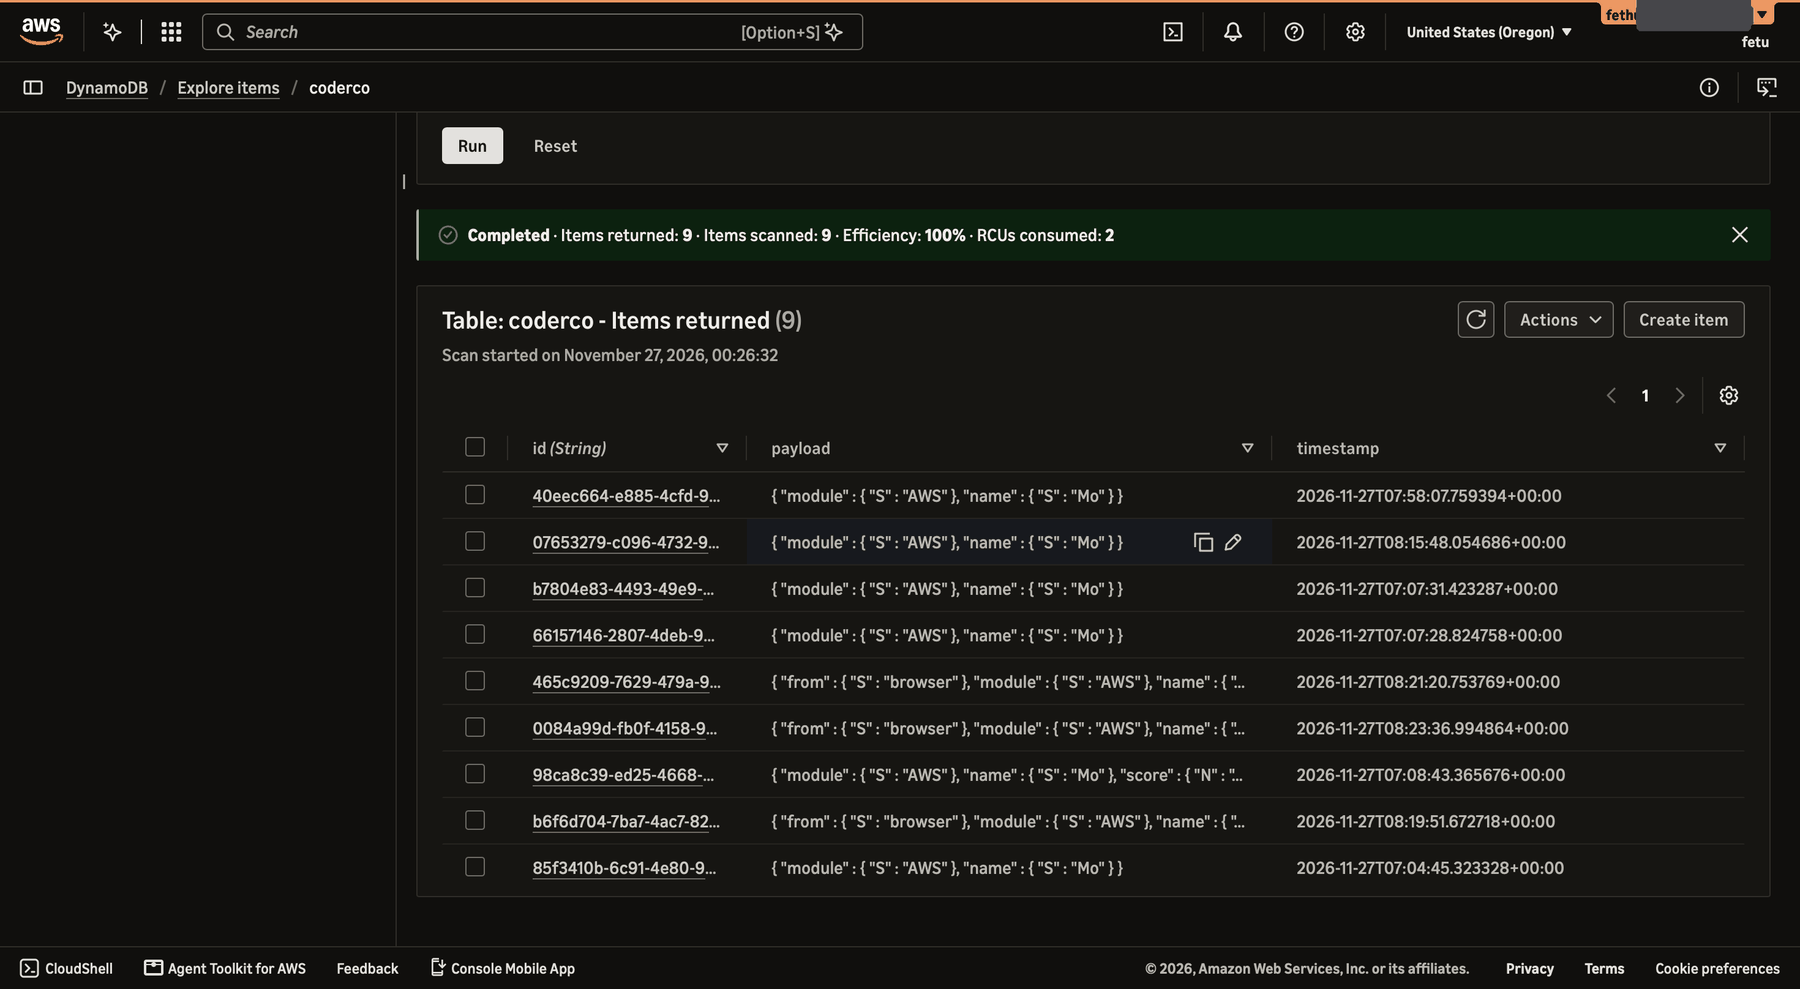 aws
Search [Option+S]
United States (Oregon)
fetu
DynamoDB / Explore items / coderco
Run Reset
Completed · Items returned: 9 · Items scanned: 9 · Efficiency: 100% · RCUs consumed: 2
Table: coderco - Items returned (9)
Actions Create item
Scan started on November 27, 2026, 00:26:32
1
id (String) payload timestamp
40eec664-e885-4cfd-9... { "module" : { "S" : "AWS" }, "name" : { "S" : "Mo" } } 2026-11-27T07:58:07.759394+00:00
07653279-c096-4732-9... { "module" : { "S" : "AWS" }, "name" : { "S" : "Mo" } } 2026-11-27T08:15:48.054686+00:00
b7804e83-4493-49e9-... { "module" : { "S" : "AWS" }, "name" : { "S" : "Mo" } } 2026-11-27T07:07:31.423287+00:00
66157146-2807-4deb-9... { "module" : { "S" : "AWS" }, "name" : { "S" : "Mo" } } 2026-11-27T07:07:28.824758+00:00
465c9209-7629-479a-9... { "from" : { "S" : "browser" }, "module" : { "S" : "AWS" }, "name" : { "... 2026-11-27T08:21:20.753769+00:00
0084a99d-fb0f-4158-9... { "from" : { "S" : "browser" }, "module" : { "S" : "AWS" }, "name" : { "... 2026-11-27T08:23:36.994864+00:00
98ca8c39-ed25-4668-... { "module" : { "S" : "AWS" }, "name" : { "S" : "Mo" }, "score" : { "N" : "... 2026-11-27T07:08:43.365676+00:00
b6f6d704-7ba7-4ac7-82... { "from" : { "S" : "browser" }, "module" : { "S" : "AWS" }, "name" : { "... 2026-11-27T08:19:51.672718+00:00
85f3410b-6c91-4e80-9... { "module" : { "S" : "AWS" }, "name" : { "S" : "Mo" } } 2026-11-27T07:04:45.323328+00:00
CloudShell Agent Toolkit for AWS Feedback Console Mobile App © 2026, Amazon Web Services, Inc. or its affiliates. Privacy Terms Cookie preferences